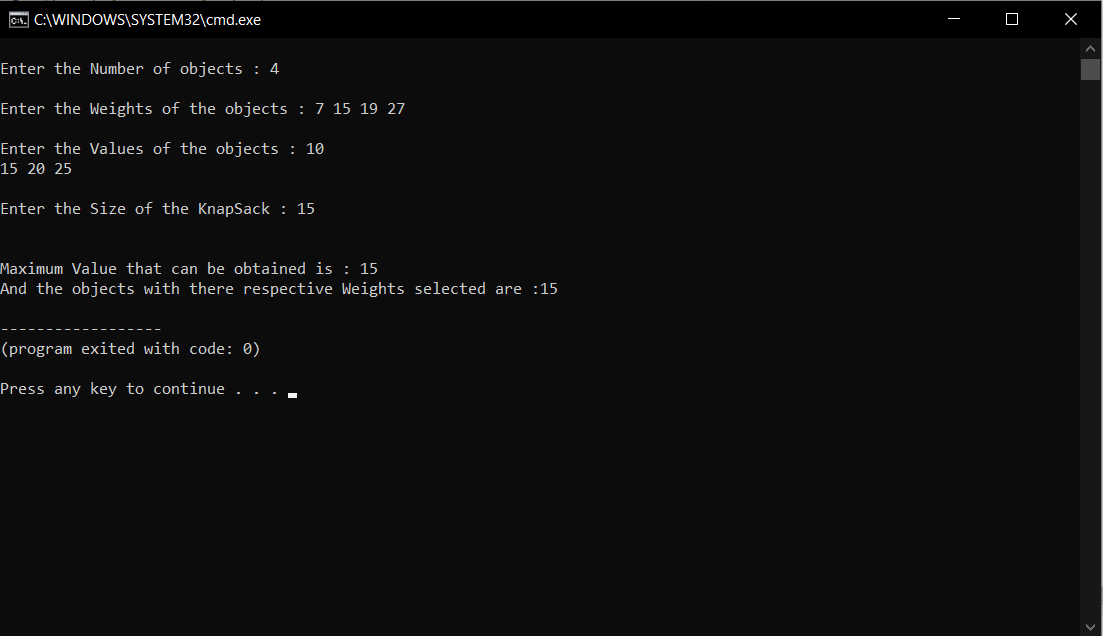 C:\WINDOWS\SYSTEM32\cmd.exe
Enter the Number of objects : 4
Enter the Weights of the objects : 7 15 19 27
Enter the Values of the objects : 10
15 20 25
Enter the Size of the KnapSack : 15
Maximum Value that can be obtained is : 15
And the objects with there respective Weights selected are :15
------------------
(program exited with code: 0)
Press any key to continue . . .